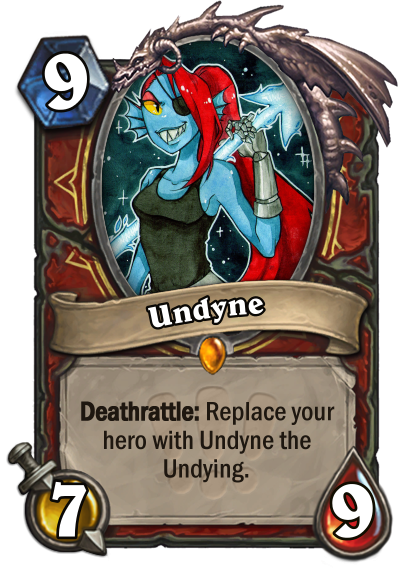 9
Undyne
Deathrattle: Replace your
hero with Undyne the
Undying.
7
9